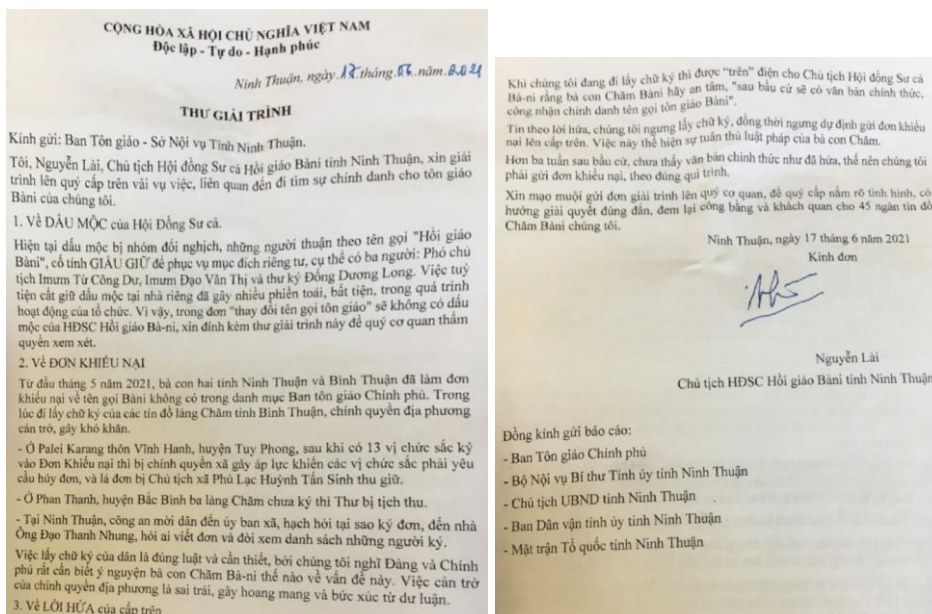 CỘNG HÒA XÃ HỘI CHỦ NGHĨA VIỆT NAM
Độc lập - Tự do - Hạnh phúc
Ninh Thuận, ngày 17 tháng 06 năm 2021
THƯ GIẢI TRÌNH
Kính gửi: Ban Tôn giáo - Sở Nội vụ Tỉnh Ninh Thuận.
Tôi, Nguyễn Lài, Chủ tịch Hội đồng Sư cả Hồi giáo Bàni tỉnh Ninh Thuận, xin giải
trình lên quý cấp trên vài vụ việc, liên quan đến đi tìm sự chính danh cho tôn giáo
Bàni của chúng tôi.
1. Về DẤU MỘC của Hội Đồng Sư cả.
Hiện tại dấu mộc bị nhóm đối nghịch, những người thuận theo tên gọi "Hồi giáo
Bàni", cố tình GIẤU GIỮ để phục vụ mục đích riêng tư, cụ thể có ba người: Phó chủ
tịch Imưm Từ Công Dư, Imưm Đạo Văn Thị và thư ký Đồng Dương Long. Việc tuỳ
tiện cất giữ dấu mộc tại nhà riêng đã gây nhiều phiền toái, bất tiện, trong quá trình
hoạt động của tổ chức. Vì vậy, trong đơn "thay đổi tên gọi tôn giáo" sẽ không có dấu
mộc của HĐSC Hồi giáo Bà-ni, xin đính kèm thư giải trình này để quý cơ quan thẩm
quyền xem xét.
2. Về ĐƠN KHIẾU NẠI
Từ đầu tháng 5 năm 2021, bà con hai tỉnh Ninh Thuận và Bình Thuận đã làm đơn
khiếu nại về tên gọi Bàni không có trong danh mục Ban tôn giáo Chính phủ. Trong
lúc đi lấy chữ ký của các tín đồ làng Chăm tỉnh Bình Thuận, chính quyền địa phương
cản trở, gây khó khăn.
- Ở Palei Karang thôn Vĩnh Hanh, huyện Tuy Phong, sau khi có 13 vị chức sắc ký
vào Đơn Khiếu nại thì bị chính quyền xã gây áp lực khiến các vị chức sắc phải yêu
cầu hủy đơn, và lá đơn bị Chủ tịch xã Phú Lạc Huỳnh Tấn Sinh thu giữ.
- Ở Phan Thanh, huyện Bắc Bình ba làng Chăm chưa ký thì Thư bị tịch thu.
- Tại Ninh Thuận, công an mời dân đến ủy ban xã, hạch hỏi tại sao ký đơn, đến nhà
Ông Đạo Thanh Nhung, hỏi ai viết đơn và đòi xem danh sách những người ký.
Việc lấy chữ ký của dân là đúng luật và cần thiết, bởi chúng tôi nghĩ Đảng và Chính
phủ rất cần biết ý nguyện bà con Chăm Bà-ni thế nào về vấn đề này. Việc cản trở
của chính quyền địa phương là sai trái, gây hoang mang và bức xúc từ dư luận.
3. Về LỜI HỨA của cấp trên
Khi chúng tôi đang đi lấy chữ ký thì được "trên" điện cho Chủ tịch Hội đồng Sư cả
Bà-ni rằng bà con Chăm Bàni hãy an tâm, "sau bầu cử sẽ có văn bản chính thức,
công nhận chính danh tên gọi tôn giáo Bàni".
Tin theo lời hứa, chúng tôi ngưng lấy chữ ký, đồng thời ngưng dự định gửi đơn khiếu
nại lên cấp trên. Việc này thể hiện sự tuân thủ luật pháp của bà con Chăm.
Hơn ba tuần sau bầu cử, chưa thấy văn bản chính thức như đã hứa, thế nên chúng tôi
phải gửi đơn khiếu nại, theo đúng qui trình.
Xin mạo muội gửi đơn giải trình lên quý cơ quan, để quý cấp nắm rõ tình hình, có
hướng giải quyết đúng đắn, đem lại công bằng và khách quan cho 45 ngàn tín đồ
Chăm Bàni chúng tôi.
Ninh Thuận, ngày 17 tháng 6 năm 2021
Kính đơn
Nguyễn Lài
Chủ tịch HĐSC Hồi giáo Bàni tỉnh Ninh Thuận
Đồng kính gửi báo cáo:
- Ban Tôn giáo Chính phủ
- Bộ Nội vụ Bí thư Tỉnh ủy tỉnh Ninh Thuận
- Chủ tịch UBND tỉnh Ninh Thuận
- Ban Dân vận tỉnh ủy tỉnh Ninh Thuận
- Mặt trận Tổ quốc tỉnh Ninh Thuận